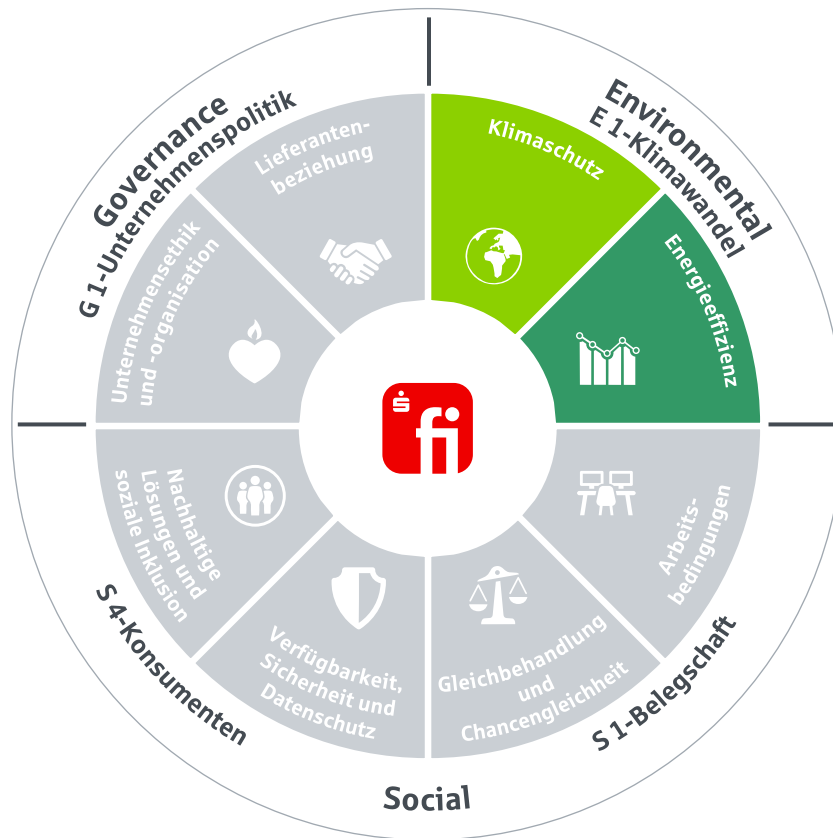 Governance
G 1-Unternehmenspolitik
Environmental
E 1-Klimawandel
Lieferanten-
beziehung
Klimaschutz
Unternehmensethik
und -organisation
Energieeffizienz
fi
Nachhaltige
Lösungen und
soziale Inklusion
Arbeits-
bedingungen
Verfügbarkeit,
Sicherheit und
Datenschutz
Gleichbehandlung
und
Chancengleichheit
S 4-Konsumenten
S 1-Belegschaft
Social